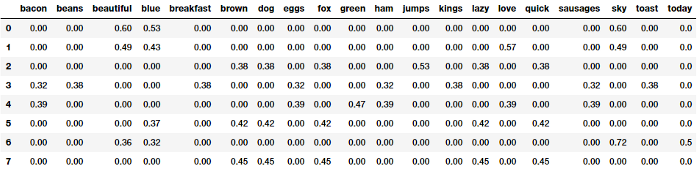 bacon beans beautiful blue breakfast brown dog eggs fox green ham jumps kings lazy love quick sausages sky toast today
0 0.00 0.00 0.60 0.53 0.00 0.00 0.00 0.00 0.00 0.00 0.00 0.00 0.00 0.00 0.00 0.00 0.00 0.60 0.00 0.0
1 0.00 0.00 0.49 0.43 0.00 0.00 0.00 0.00 0.00 0.00 0.00 0.00 0.00 0.00 0.57 0.00 0.00 0.49 0.00 0.0
2 0.00 0.00 0.00 0.00 0.00 0.38 0.38 0.00 0.38 0.00 0.00 0.53 0.00 0.38 0.00 0.38 0.00 0.00 0.00 0.0
3 0.32 0.38 0.00 0.00 0.38 0.00 0.00 0.32 0.00 0.00 0.32 0.00 0.38 0.00 0.00 0.00 0.32 0.00 0.38 0.0
4 0.39 0.00 0.00 0.00 0.00 0.00 0.00 0.39 0.00 0.47 0.39 0.00 0.00 0.00 0.39 0.00 0.39 0.00 0.00 0.0
5 0.00 0.00 0.00 0.37 0.00 0.42 0.42 0.00 0.42 0.00 0.00 0.00 0.00 0.42 0.00 0.42 0.00 0.00 0.00 0.0
6 0.00 0.00 0.36 0.32 0.00 0.00 0.00 0.00 0.00 0.00 0.00 0.00 0.00 0.00 0.00 0.00 0.00 0.72 0.00 0.5
7 0.00 0.00 0.00 0.00 0.00 0.45 0.45 0.00 0.45 0.00 0.00 0.00 0.00 0.45 0.00 0.45 0.00 0.00 0.00 0.0